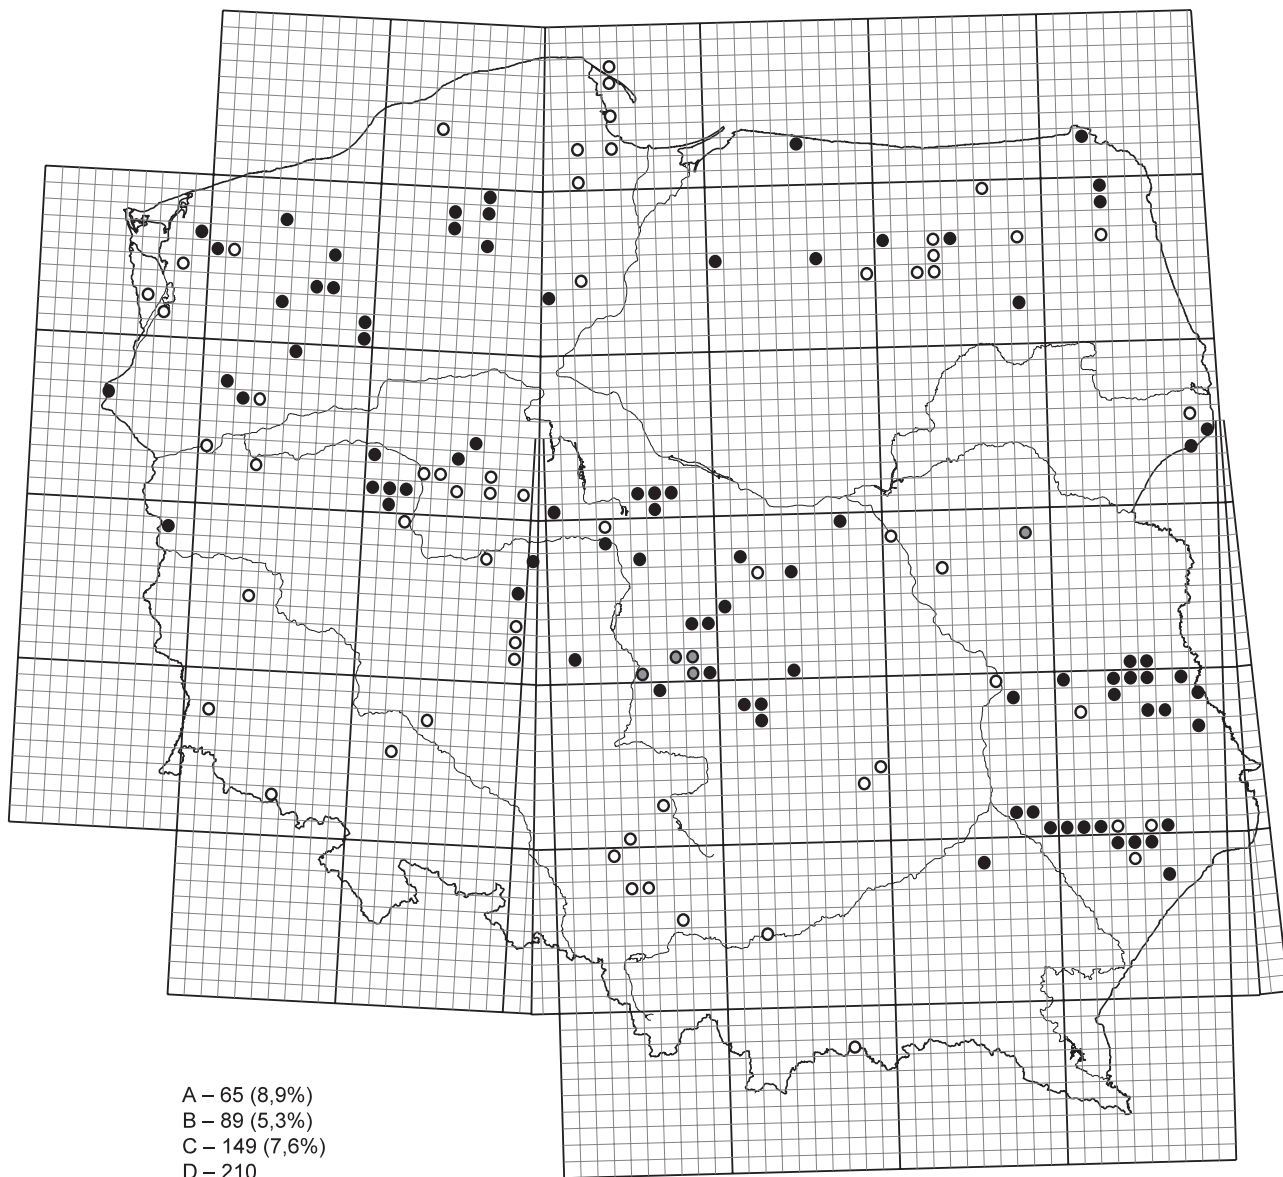 A – 65 (8,9%)
B – 89 (5,3%)
C – 149 (7,6%)
D – 210